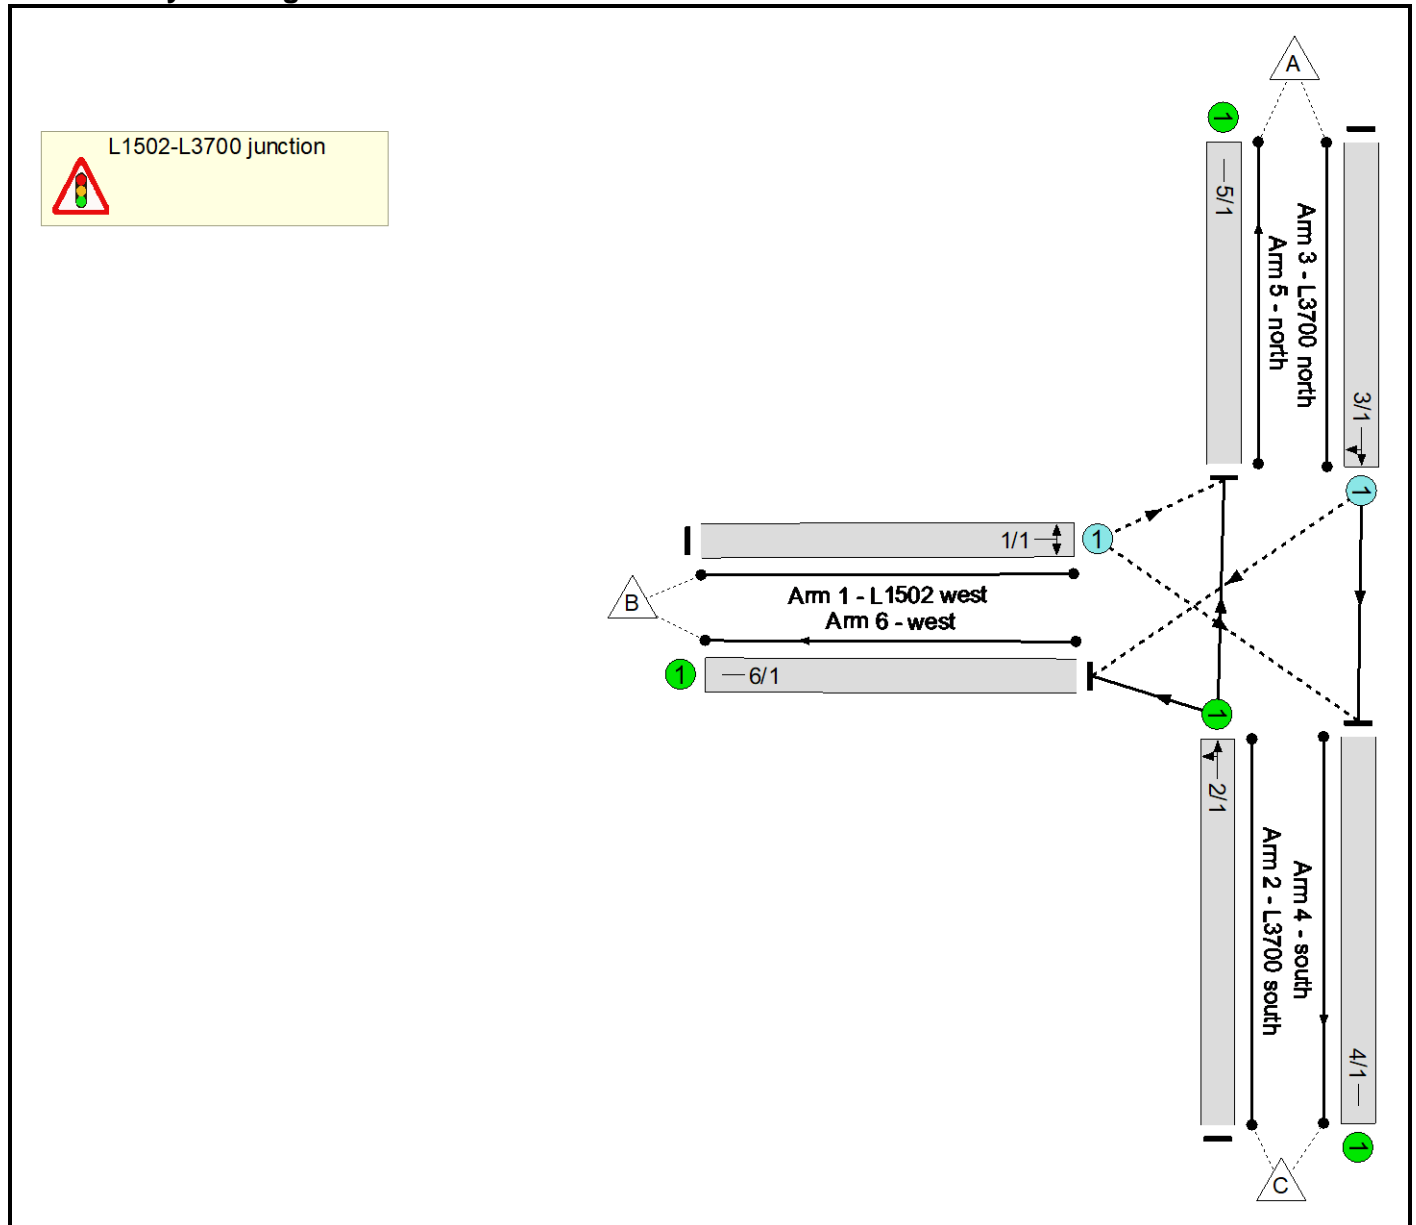 L1502-L3700 junction
A
1
5/1
Arm 3 - L3700 north
Arm 5 - north
3/1
1
1/1
1
B
Arm 1 - L1502 west
Arm 6 - west
1
6/1
1
2/1
Arm 4 - south
Arm 2 - L3700 south
4/1
1
C